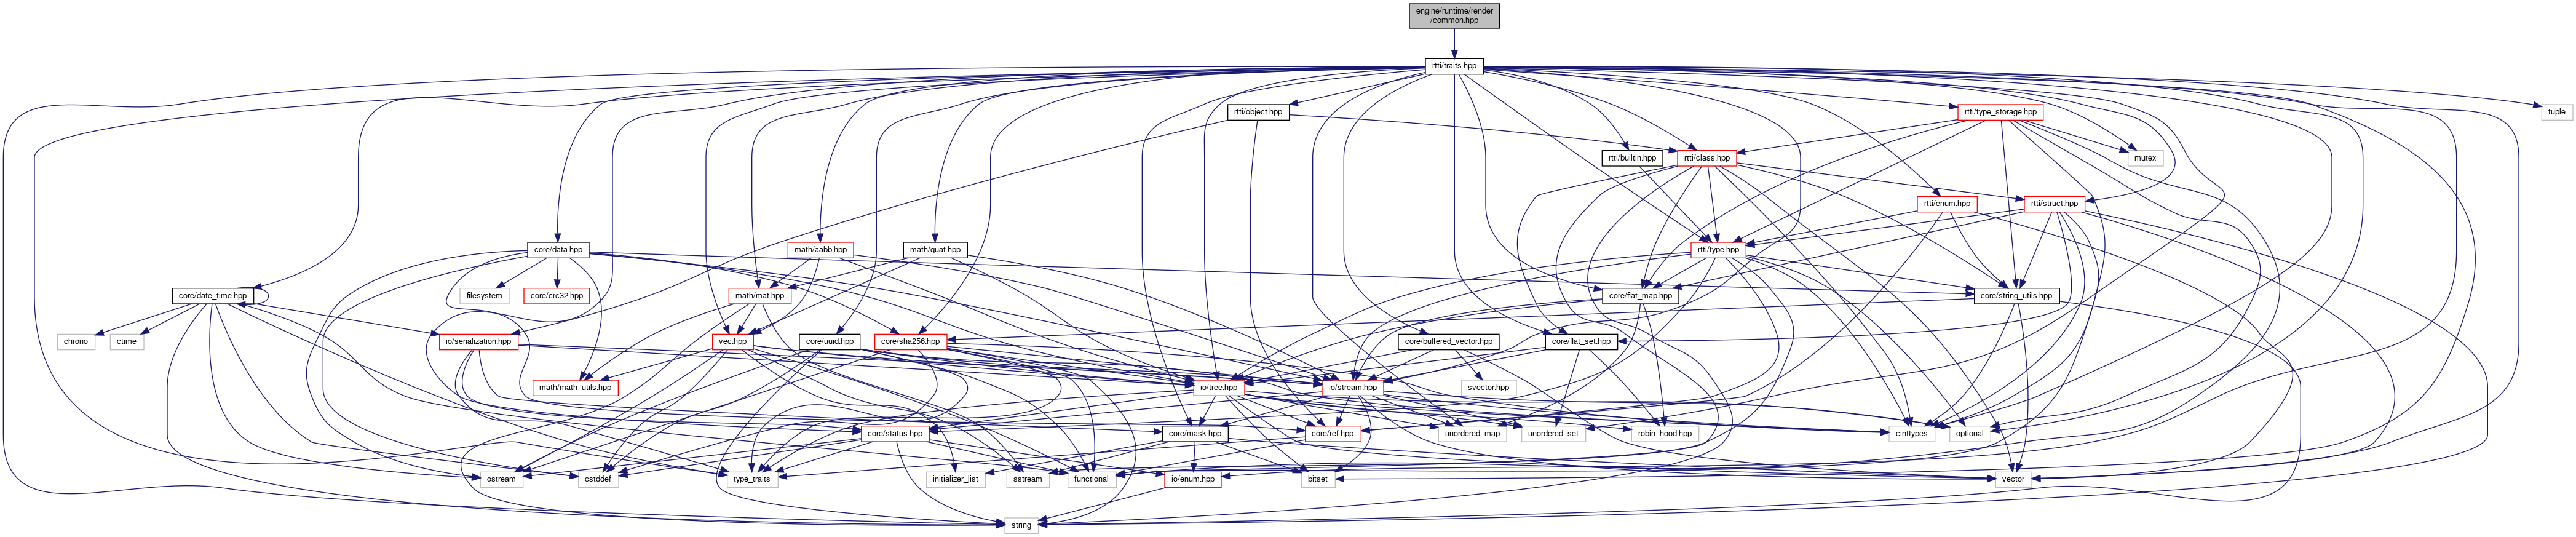 engine/runtime/render
/common.hpp
rtti/traits.hpp
rtti/object.hpp
rtti/type_storage.hpp
tuple
rtti/builtin.hpp
rtti/class.hpp
mutex
rtti/enum.hpp
rtti/struct.hpp
core/data.hpp
math/aabb.hpp
math/quat.hpp
rtti/type.hpp
core/date_time.hpp
filesystem
core/crc32.hpp
math/mat.hpp
core/flat_map.hpp
core/string_utils.hpp
chrono
ctime
io/serialization.hpp
vec.hpp
core/uuid.hpp
core/sha256.hpp
core/buffered_vector.hpp
core/flat_set.hpp
math/math_utils.hpp
io/tree.hpp
io/stream.hpp
svector.hpp
core/status.hpp
core/mask.hpp
core/ref.hpp
unordered_map
unordered_set
robin_hood.hpp
cinttypes
optional
ostream
cstddef
type_traits
initializer_list
sstream
functional
io/enum.hpp
bitset
vector
string